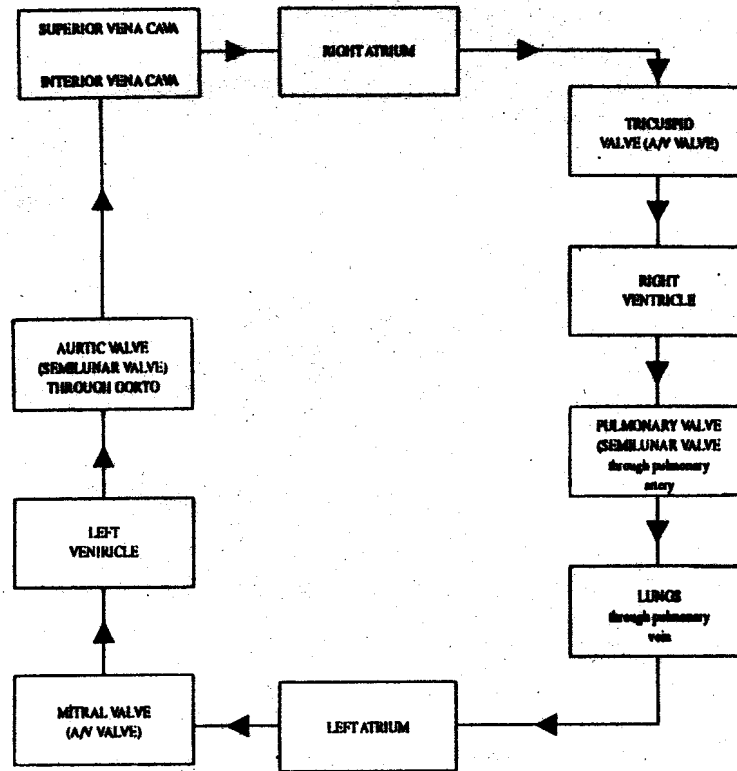 SUPERIOR VENA CAVA
INTERIOR VENA CAVA
RIGHT ATRIUM
TRICUSPID
VALVE (A/V VALVE)
RIGHT
VENTRICLE
PULMONARY VALVE
(SEMILUNAR VALVE
through pulmonary
artery
LUNGS
through pulmonary
vein
LEFT ATRIUM
MITRAL VALVE
(A/V VALVE)
LEFT
VENIRICLE
AURTIC VALVE
(SEMILUNAR VALVE)
THROUGH OORTO